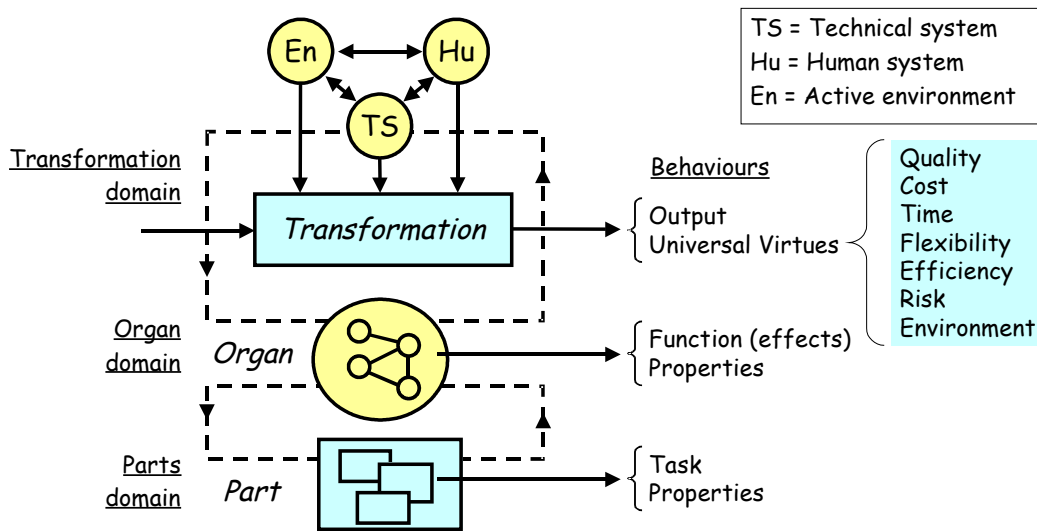 En
Hu
TS
TS = Technical system
Hu = Human system
En = Active environment
Transformation
domain
Transformation
Behaviours
Output
Universal Virtues
Quality
Cost
Time
Flexibility
Efficiency
Risk
Environment
Organ
domain
Organ
Function (effects)
Properties
Parts
domain
Part
Task
Properties